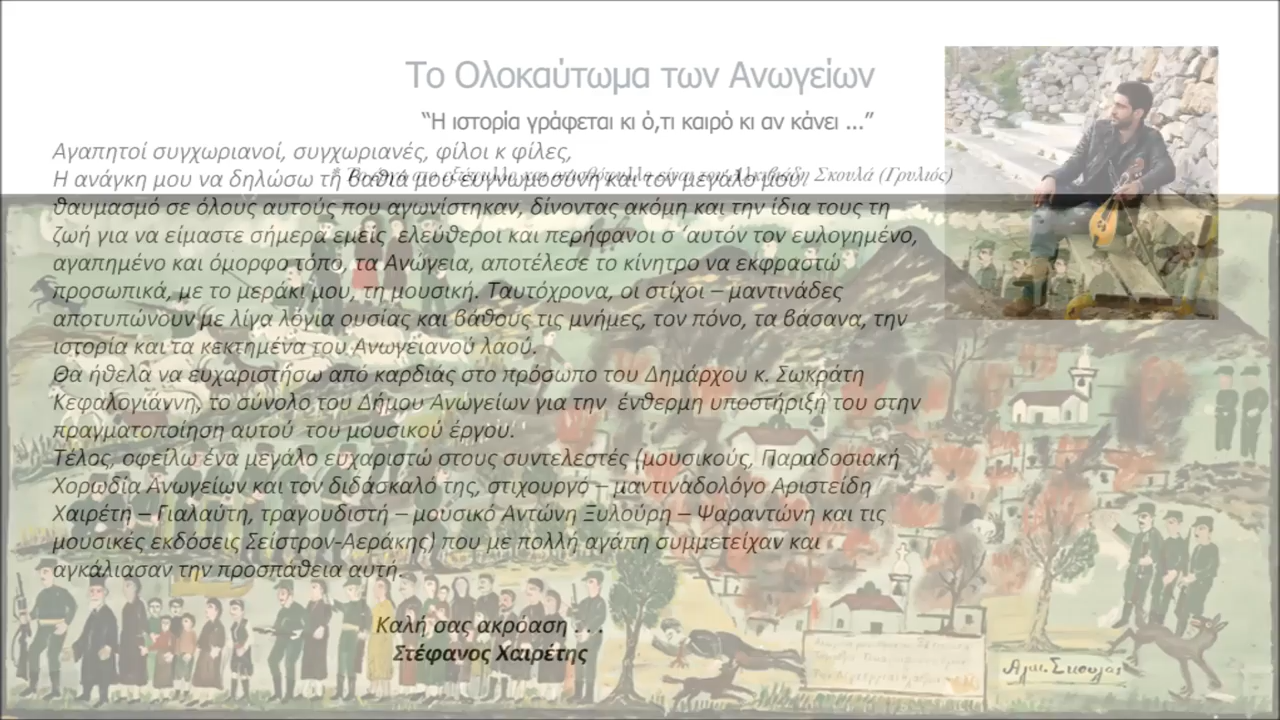 Το Ολοκαύτωμα των Ανωγείων
“Η ιστορία γράφεται κι ό,τι καιρό κι αν κάνει ...”
Αγαπητοί συγχωριανοί, συγχωριανές, φίλοι κ φίλες,
Η ανάγκη μου να δηλώσω τη βαθιά μου ευγνωμοσύνη και τον μεγάλο μου
Σκουλά (Γρυλιός)
θαυμασμό σε όλους αυτούς που αγωνίστηκαν, δίνοντας ακόμη και την ίδια τους τη
ζωή για να είμαστε σήμερα εμείς ελεύθεροι και περήφανοι σ ‘αυτόν τον ευλογημένο,
αγαπημένο και όμορφο τόπο, τα Ανώγεια, αποτέλεσε το κίνητρο να εκφραστώ
προσωπικά, με το μεράκι μου, τη μουσική. Ταυτόχρονα, οι στίχοι – μαντινάδες
αποτυπώνουν με λίγα λόγια ουσίας και βάθους τις μνήμες, τον πόνο, τα βάσανα, την
ιστορία και τα κεκτημένα του Ανωγειανού λαού.
Θα ήθελα να ευχαριστήσω από καρδιάς στο πρόσωπο του Δημάρχου κ. Σωκράτη
Κεφαλογιάννη, το σύνολο του Δήμου Ανωγείων για την ένθερμη υποστήριξή του στην
πραγματοποίηση αυτού του μουσικού έργου.
Τέλος, οφείλω ένα μεγάλο ευχαριστώ στους συντελεστές (μουσικούς, Παραδοσιακή
Χορωδία Ανωγείων και τον διδάσκαλό της, στιχουργό – μαντιναδολόγο Αριστείδη
Χαιρέτη – Γιαλαύτη, τραγουδιστή – μουσικό Αντώνη Ξυλούρη – Ψαραντώνη και τις
μουσικές εκδόσεις Σείστρον-Αεράκης) που με πολλή αγάπη συμμετείχαν και
αγκάλιασαν την προσπάθεια αυτή.
Καλή σας ακρόαση . . .
Στέφανος Χαιρέτης
Αλκι. Σκουλας